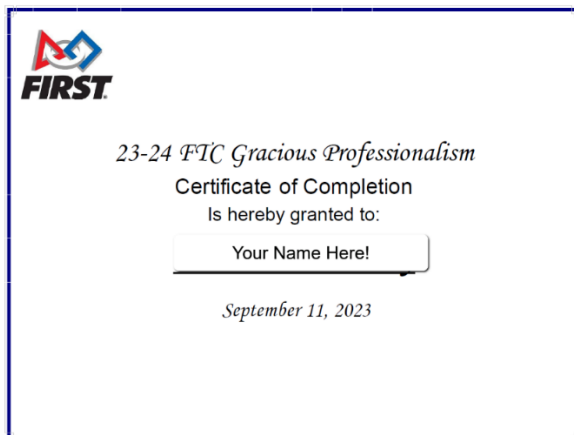 FIRST
23-24 FTC Gracious Professionalism
Certificate of Completion
Is hereby granted to:
Your Name Here!
September 11, 2023